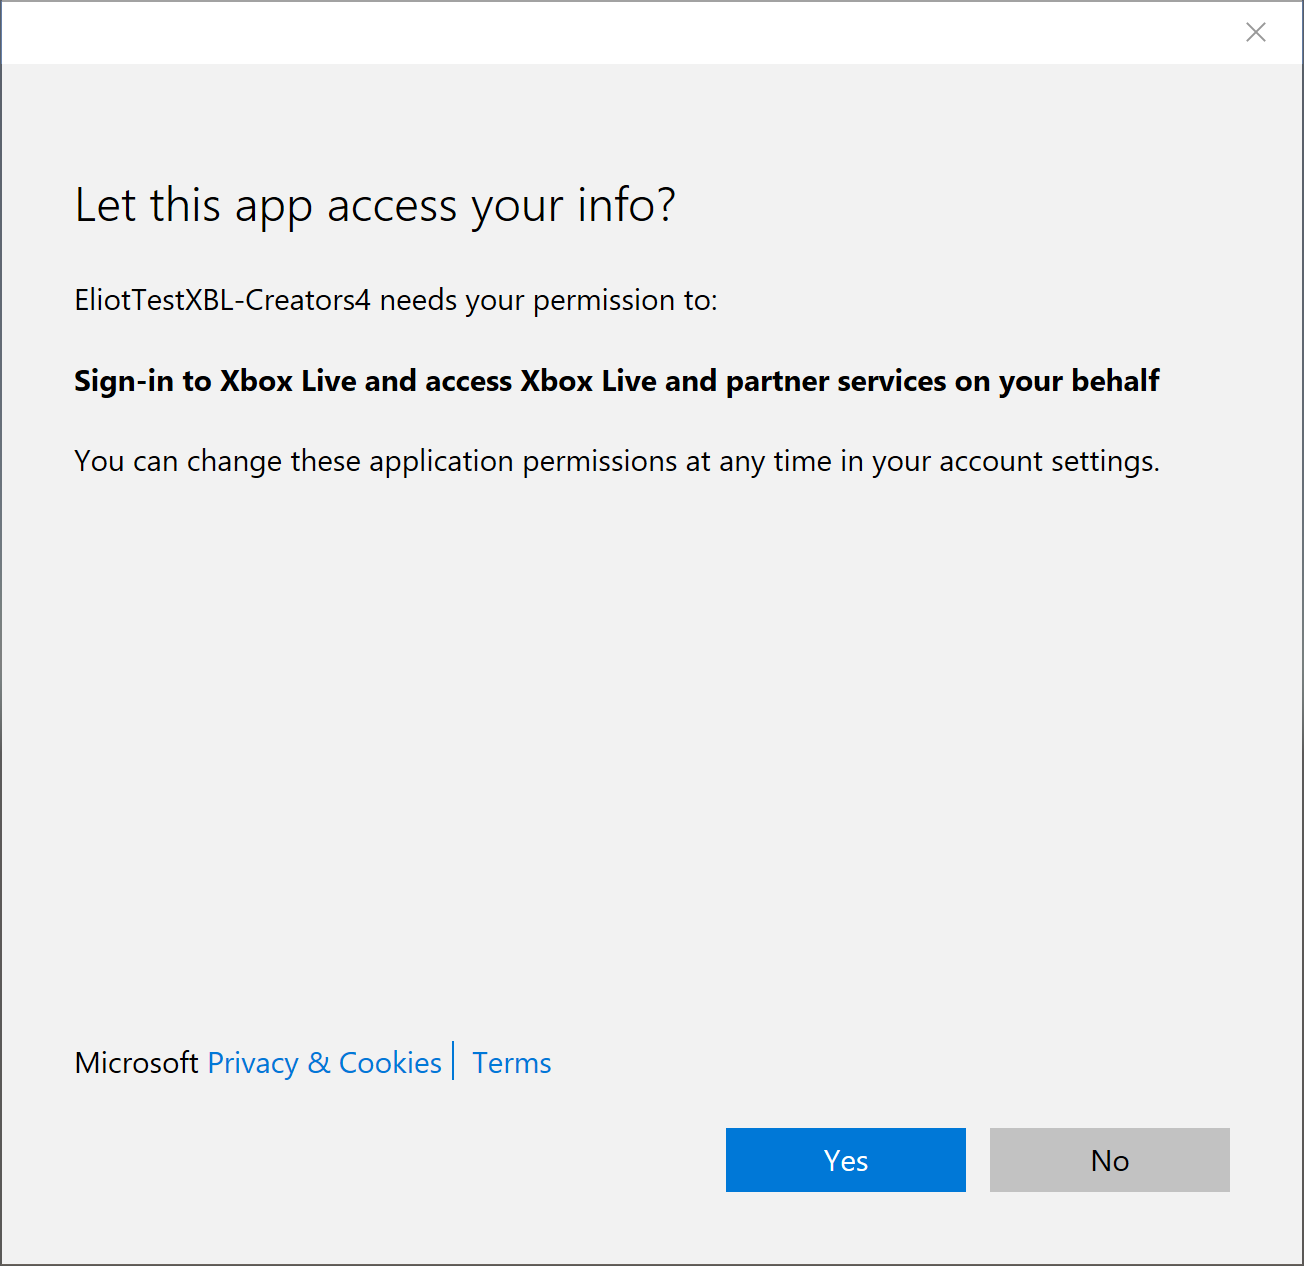 Let this app access your info?
EliotTestXBL-Creators4 needs your permission to:
Sign-in to Xbox Live and access Xbox Live and partner services on your behalf
You can change these application permissions at any time in your account settings.
Microsoft Privacy & Cookies | Terms
Yes No